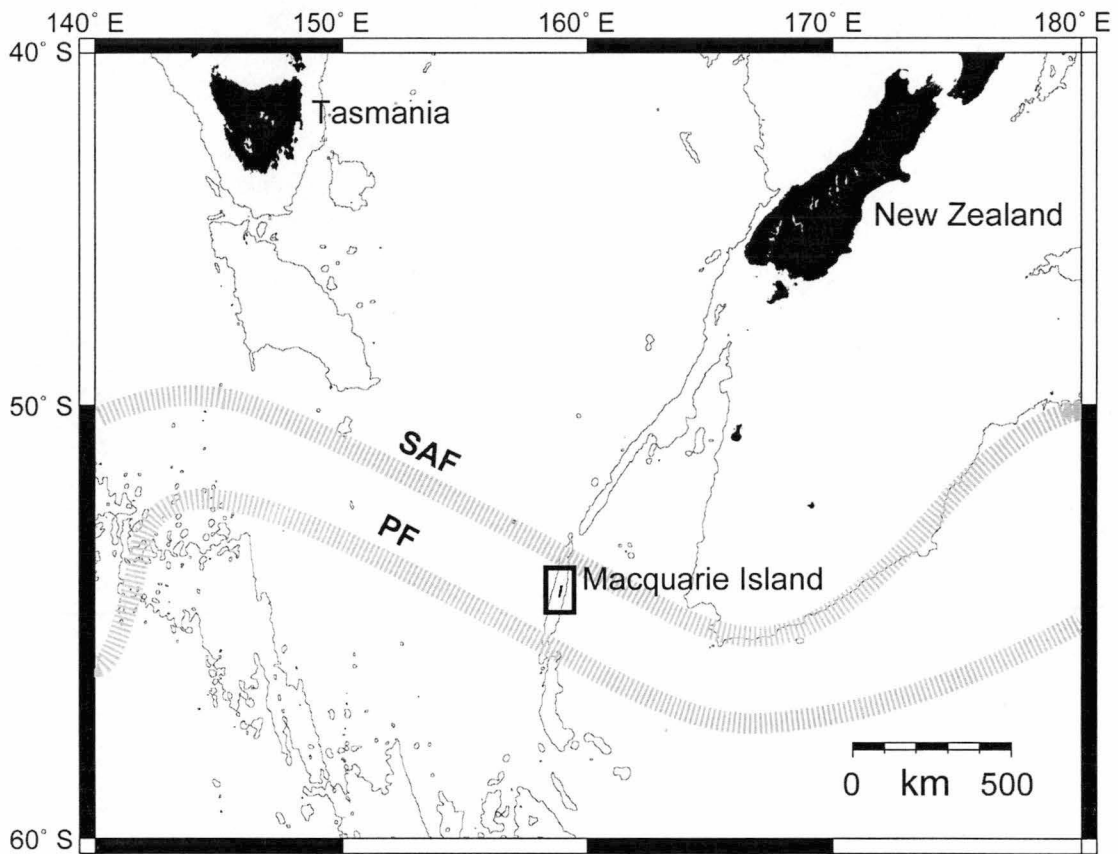 140° E 150° E 160° E 170° E 180° E
40° S
Tasmania
New Zealand
50° S
SAF
PF
Macquarie Island
0 km 500
60° S